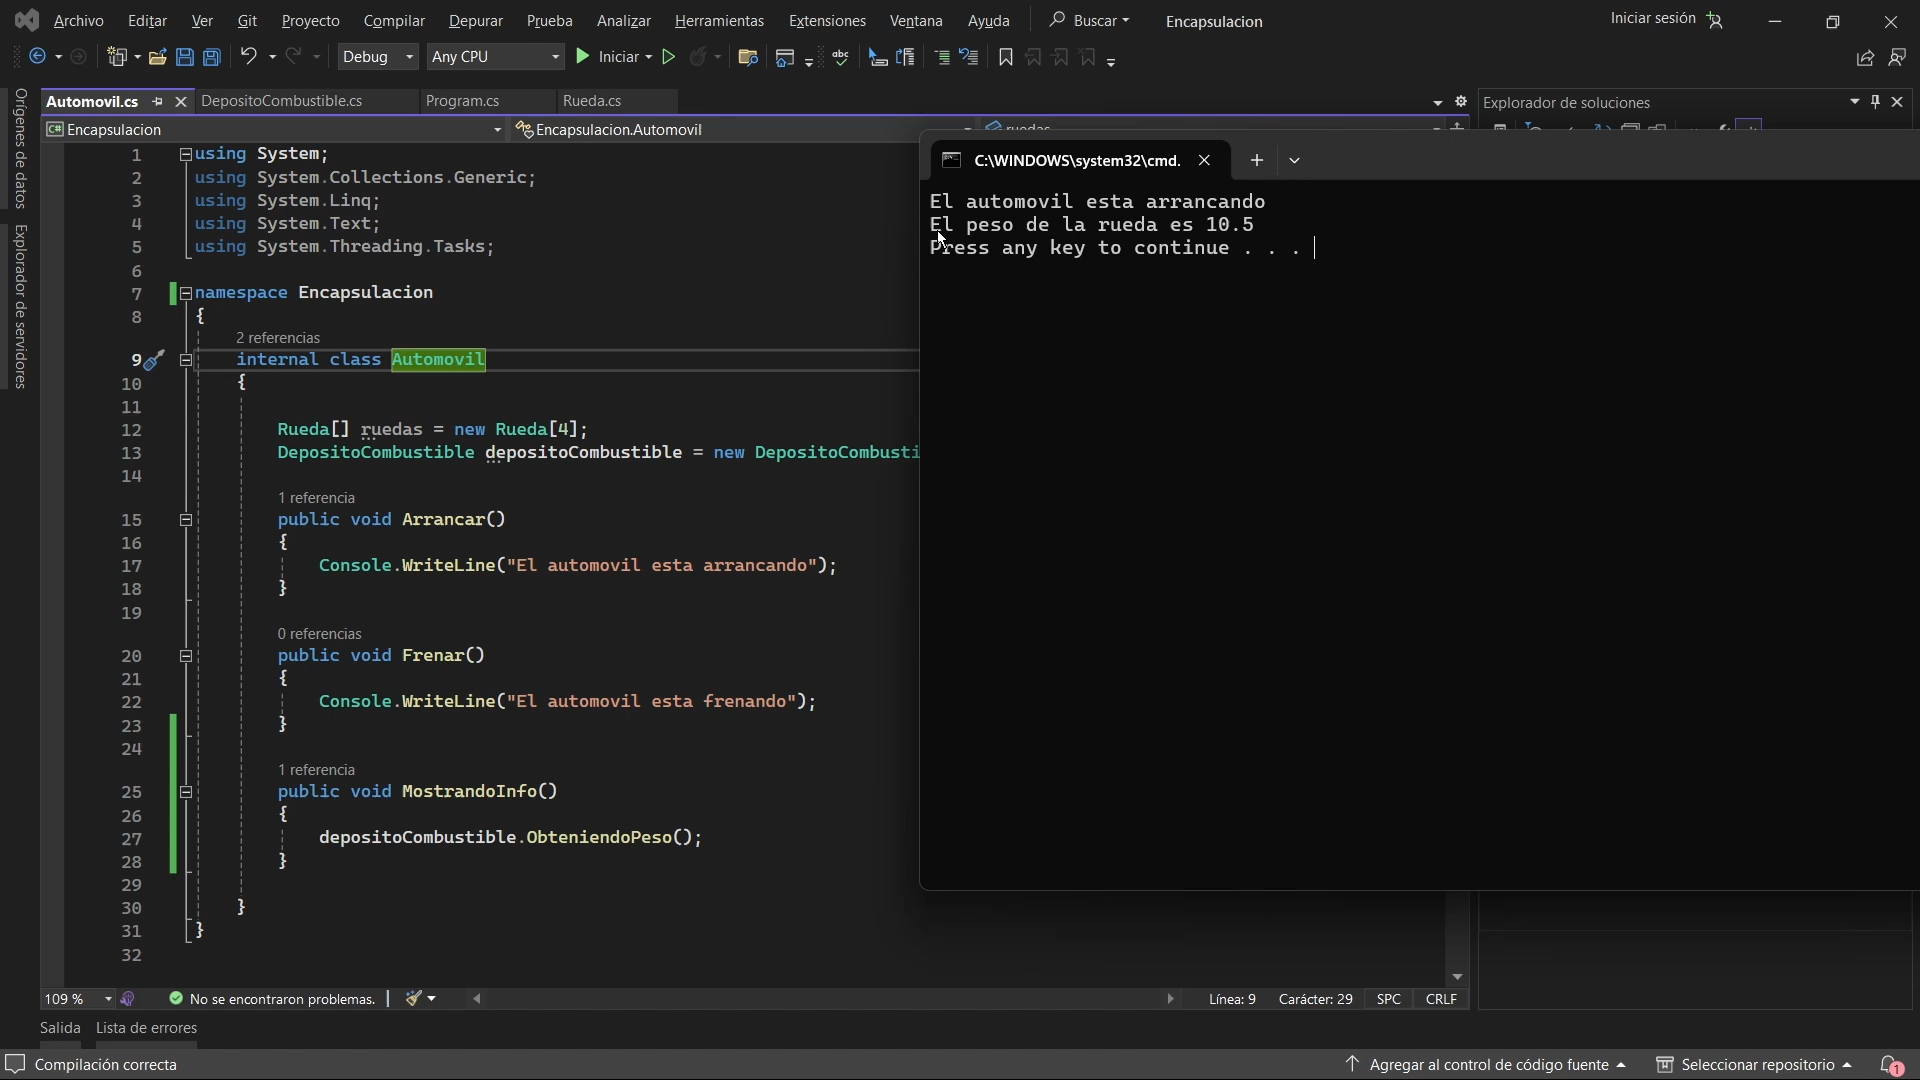 Archivo Editar Ver Git Proyecto Compilar Depurar Prueba Analizar Herramientas Extensiones Ventana Ayuda Buscar Encapsulacion Iniciar sesión
Debug Any CPU Iniciar abc
Automovil.cs DepositoCombustible.cs Program.cs Rueda.cs Explorador de soluciones
C# Encapsulacion Encapsulacion.Automovil ruedas
Orígenes de datos
Explorador de servidores
1 using System;
2 using System.Collections.Generic;
3 using System.Linq;
4 using System.Text;
5 using System.Threading.Tasks;
6
7 namespace Encapsulacion
8 {
2 referencias
9 internal class Automovil
10 {
11
12 Rueda[] ruedas = new Rueda[4];
13 DepositoCombustible depositoCombustible = new DepositoCombusti
14
1 referencia
15 public void Arrancar()
16 {
17 Console.WriteLine("El automovil esta arrancando");
18 }
19
0 referencias
20 public void Frenar()
21 {
22 Console.WriteLine("El automovil esta frenando");
23 }
24
1 referencia
25 public void MostrandoInfo()
26 {
27 depositoCombustible.ObteniendoPeso();
28 }
29
30 }
31 }
32
C:\WINDOWS\system32\cmd.
El automovil esta arrancando
El peso de la rueda es 10.5
Press any key to continue . . .
109 % No se encontraron problemas. Línea: 9 Carácter: 29 SPC CRLF
Salida Lista de errores
Compilación correcta Agregar al control de código fuente Seleccionar repositorio 1